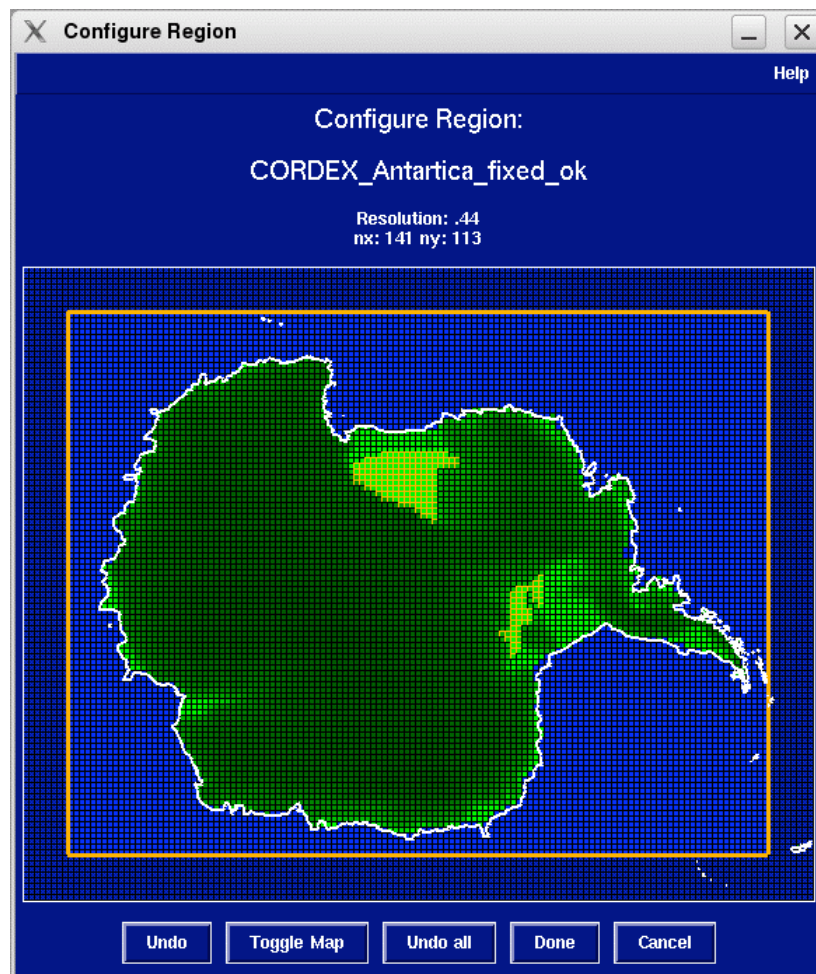 Configure Region
Help
Configure Region:
CORDEX_Antartica_fixed_ok
Resolution: .44
nx: 141 ny: 113
Undo
Toggle Map
Undo all
Done
Cancel